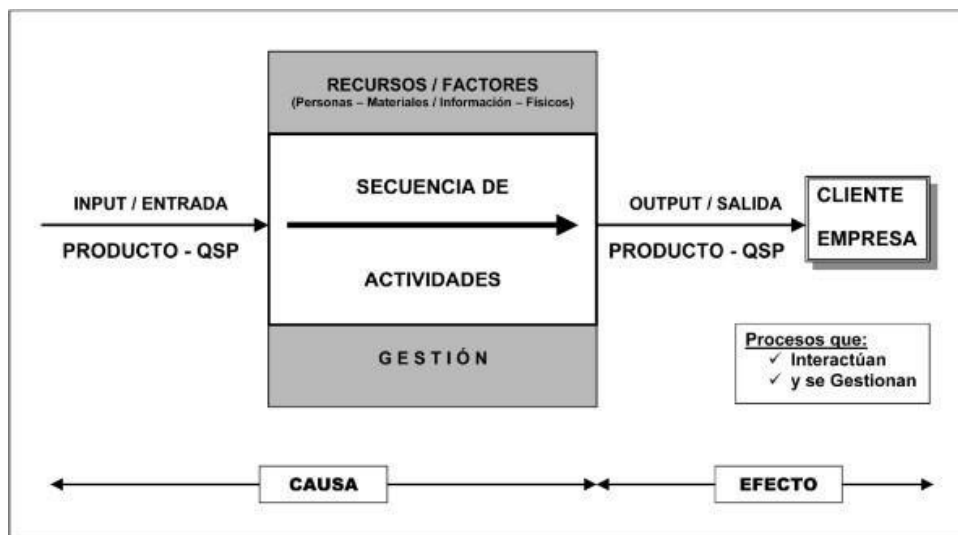 RECURSOS / FACTORES
(Personas – Materiales / Información – Físicos)
INPUT / ENTRADA
PRODUCTO - QSP
SECUENCIA DE
ACTIVIDADES
OUTPUT / SALIDA
PRODUCTO - QSP
CLIENTE
EMPRESA
GESTIÓN
Procesos que:
✓ Interactúan
✓ y se Gestionan
CAUSA
EFECTO